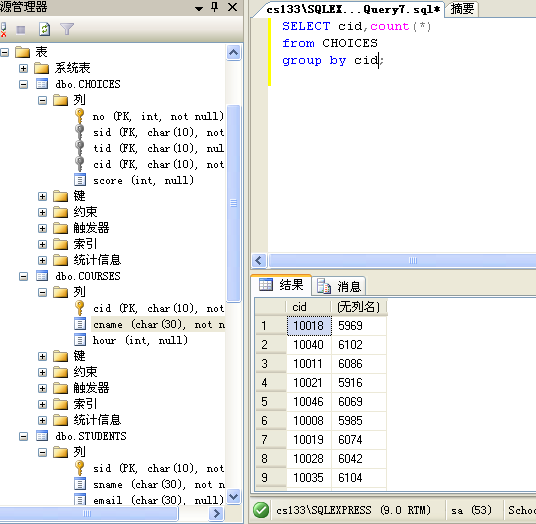 源管理器
表
系统表
dbo.CHOICES
列
no (PK, int, not null)
sid (FK, char(10), not
tid (FK, char(10), nul
cid (FK, char(10), not
score (int, null)
键
约束
触发器
索引
统计信息
dbo.COURSES
列
cid (PK, char(10), not
cname (char(30), not n
hour (int, null)
键
约束
触发器
索引
统计信息
dbo.STUDENTS
列
sid (PK, char(10), not
sname (char(30), not n
email (char(30), null
cs133\SQLEX...Query7.sql* 摘要
SELECT cid,count(*)
from CHOICES
group by cid;
结果 消息
cid (无列名)
1 10018 5969
2 10040 6102
3 10011 6086
4 10021 5916
5 10046 6069
6 10008 5985
7 10019 6074
8 10028 6042
9 10035 6104
cs133\SQLEXPRESS (9.0 RTM) sa (53) Schoo